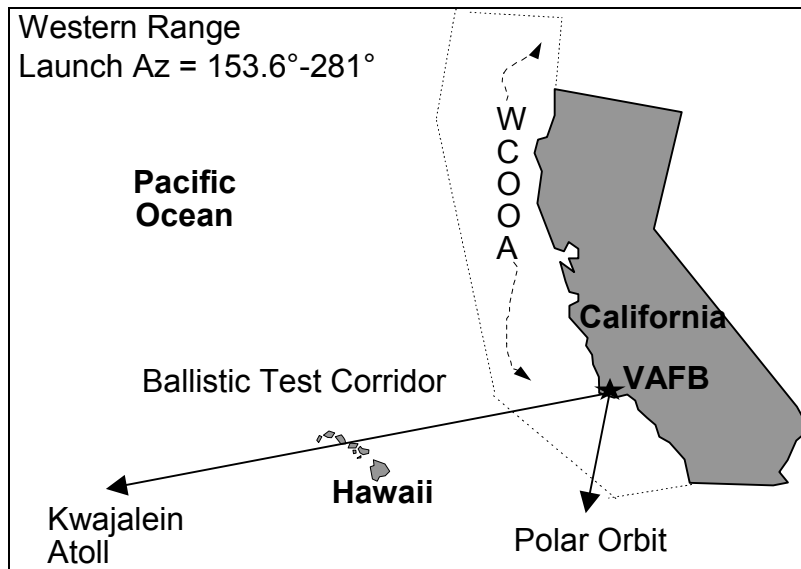 Western Range
Launch Az = 153.6°-281°
Pacific
Ocean
W
C
O
O
A
California
VAFB
Ballistic Test Corridor
Hawaii
Kwajalein
Atoll
Polar Orbit